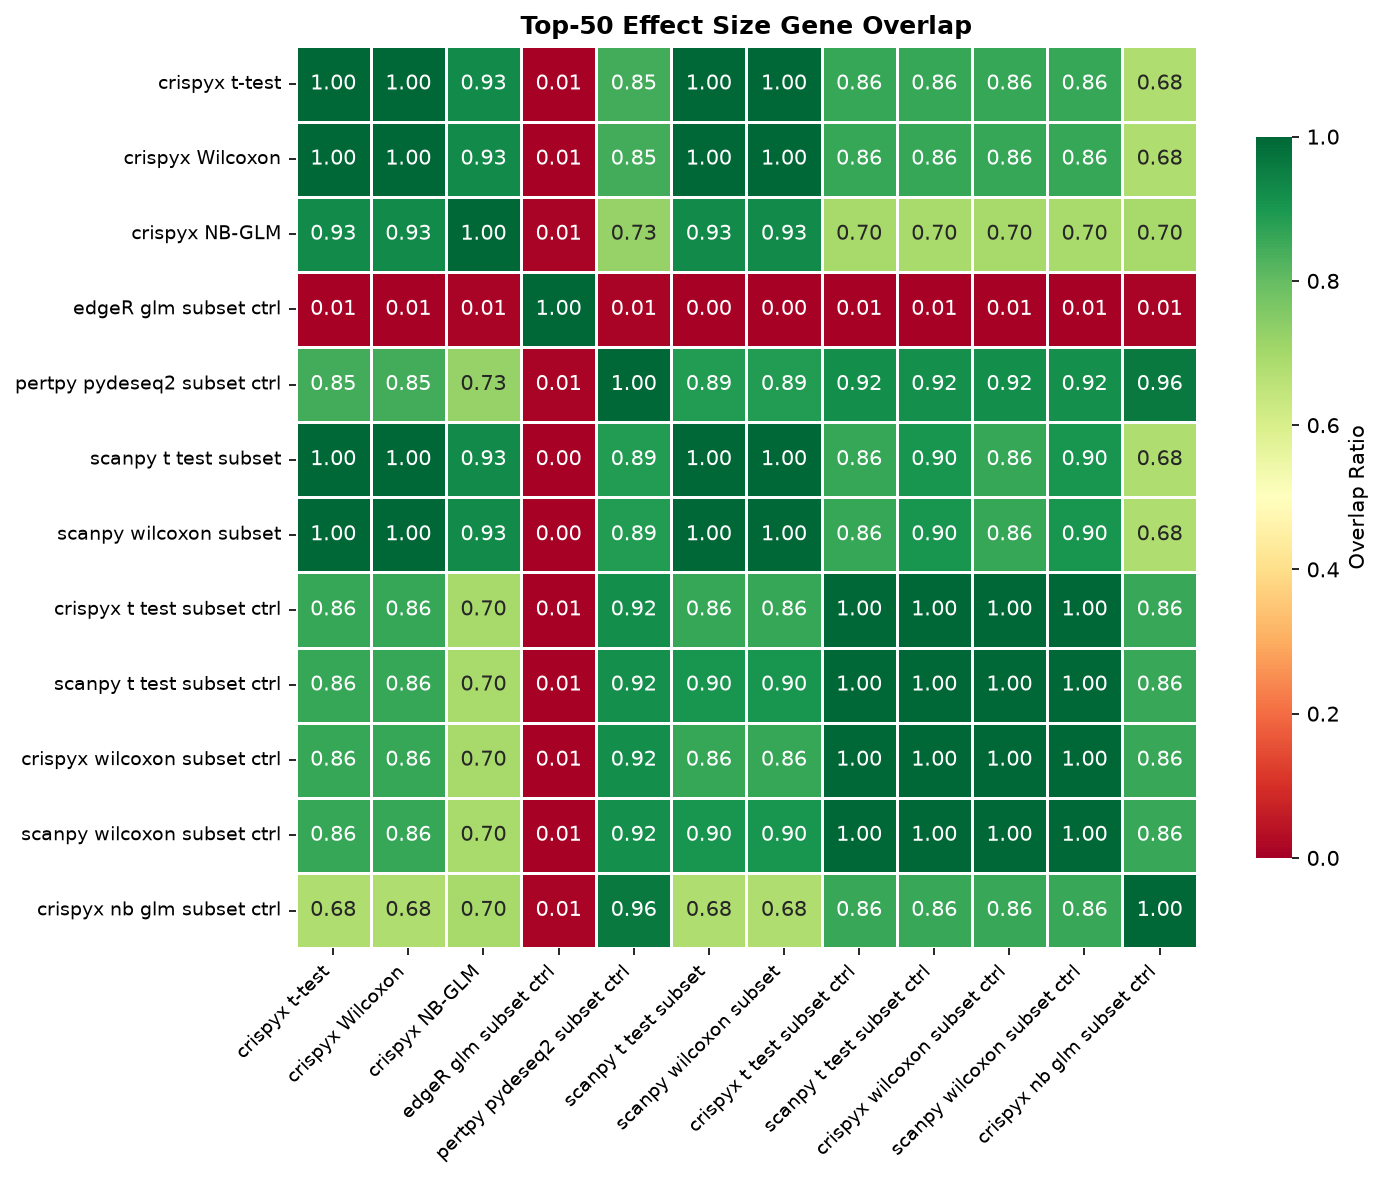 Top-50 Effect Size Gene Overlap
crispyx t-test 1.00 1.00 0.93 0.01 0.85 1.00 1.00 0.86 0.86 0.86 0.86 0.68
crispyx Wilcoxon 1.00 1.00 0.93 0.01 0.85 1.00 1.00 0.86 0.86 0.86 0.86 0.68
crispyx NB-GLM 0.93 0.93 1.00 0.01 0.73 0.93 0.93 0.70 0.70 0.70 0.70 0.70
edgeR glm subset ctrl 0.01 0.01 0.01 1.00 0.01 0.00 0.00 0.01 0.01 0.01 0.01 0.01
pertpy pydeseq2 subset ctrl 0.85 0.85 0.73 0.01 1.00 0.89 0.89 0.92 0.92 0.92 0.92 0.96
scanpy t test subset 1.00 1.00 0.93 0.00 0.89 1.00 1.00 0.86 0.90 0.86 0.90 0.68
scanpy wilcoxon subset 1.00 1.00 0.93 0.00 0.89 1.00 1.00 0.86 0.90 0.86 0.90 0.68
crispyx t test subset ctrl 0.86 0.86 0.70 0.01 0.92 0.86 0.86 1.00 1.00 1.00 1.00 0.86
scanpy t test subset ctrl 0.86 0.86 0.70 0.01 0.92 0.90 0.90 1.00 1.00 1.00 1.00 0.86
crispyx wilcoxon subset ctrl 0.86 0.86 0.70 0.01 0.92 0.86 0.86 1.00 1.00 1.00 1.00 0.86
scanpy wilcoxon subset ctrl 0.86 0.86 0.70 0.01 0.92 0.90 0.90 1.00 1.00 1.00 1.00 0.86
crispyx nb glm subset ctrl 0.68 0.68 0.70 0.01 0.96 0.68 0.68 0.86 0.86 0.86 0.86 1.00
crispyx t-test
crispyx Wilcoxon
crispyx NB-GLM
edgeR glm subset ctrl
pertpy pydeseq2 subset ctrl
scanpy t test subset
scanpy wilcoxon subset
crispyx t test subset ctrl
scanpy t test subset ctrl
crispyx wilcoxon subset ctrl
scanpy wilcoxon subset ctrl
crispyx nb glm subset ctrl
1.0
0.8
0.6
0.4
0.2
0.0
Overlap Ratio